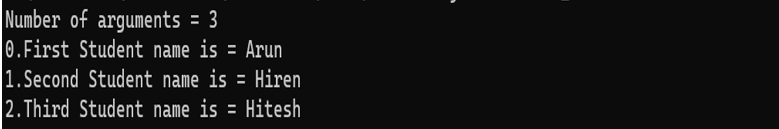 Number of arguments = 3
0.First Student name is = Arun
1.Second Student name is = Hiren
2.Third Student name is = Hitesh